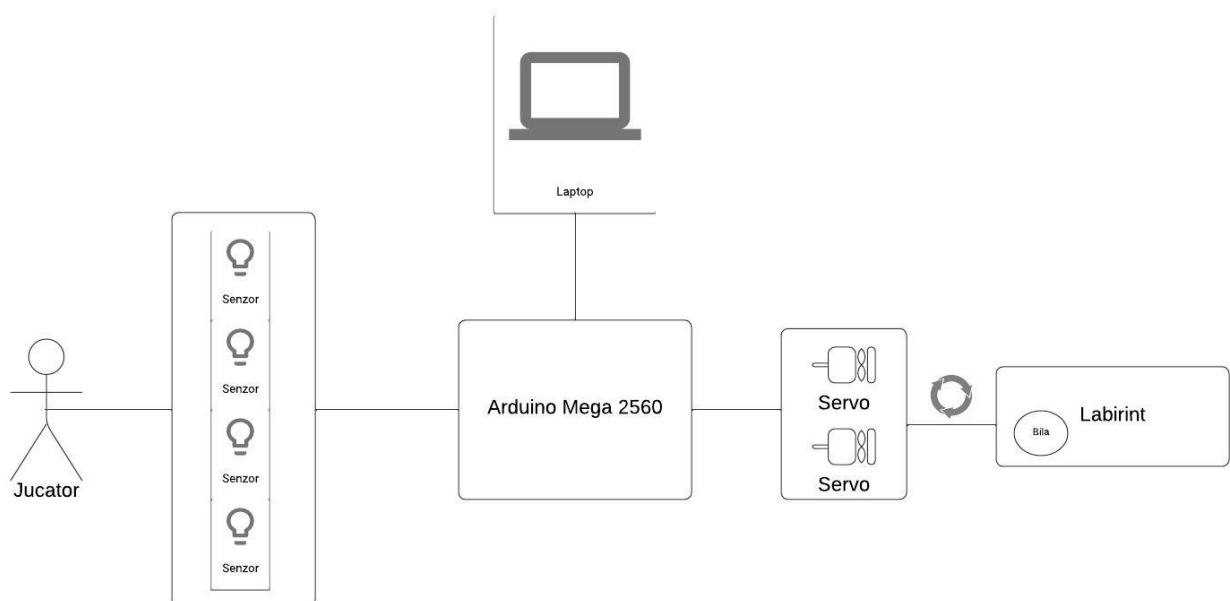 Laptop
Senzor
Senzor
Senzor
Senzor
Jucator
Arduino Mega 2560
Servo
Servo
Bila
Labirint